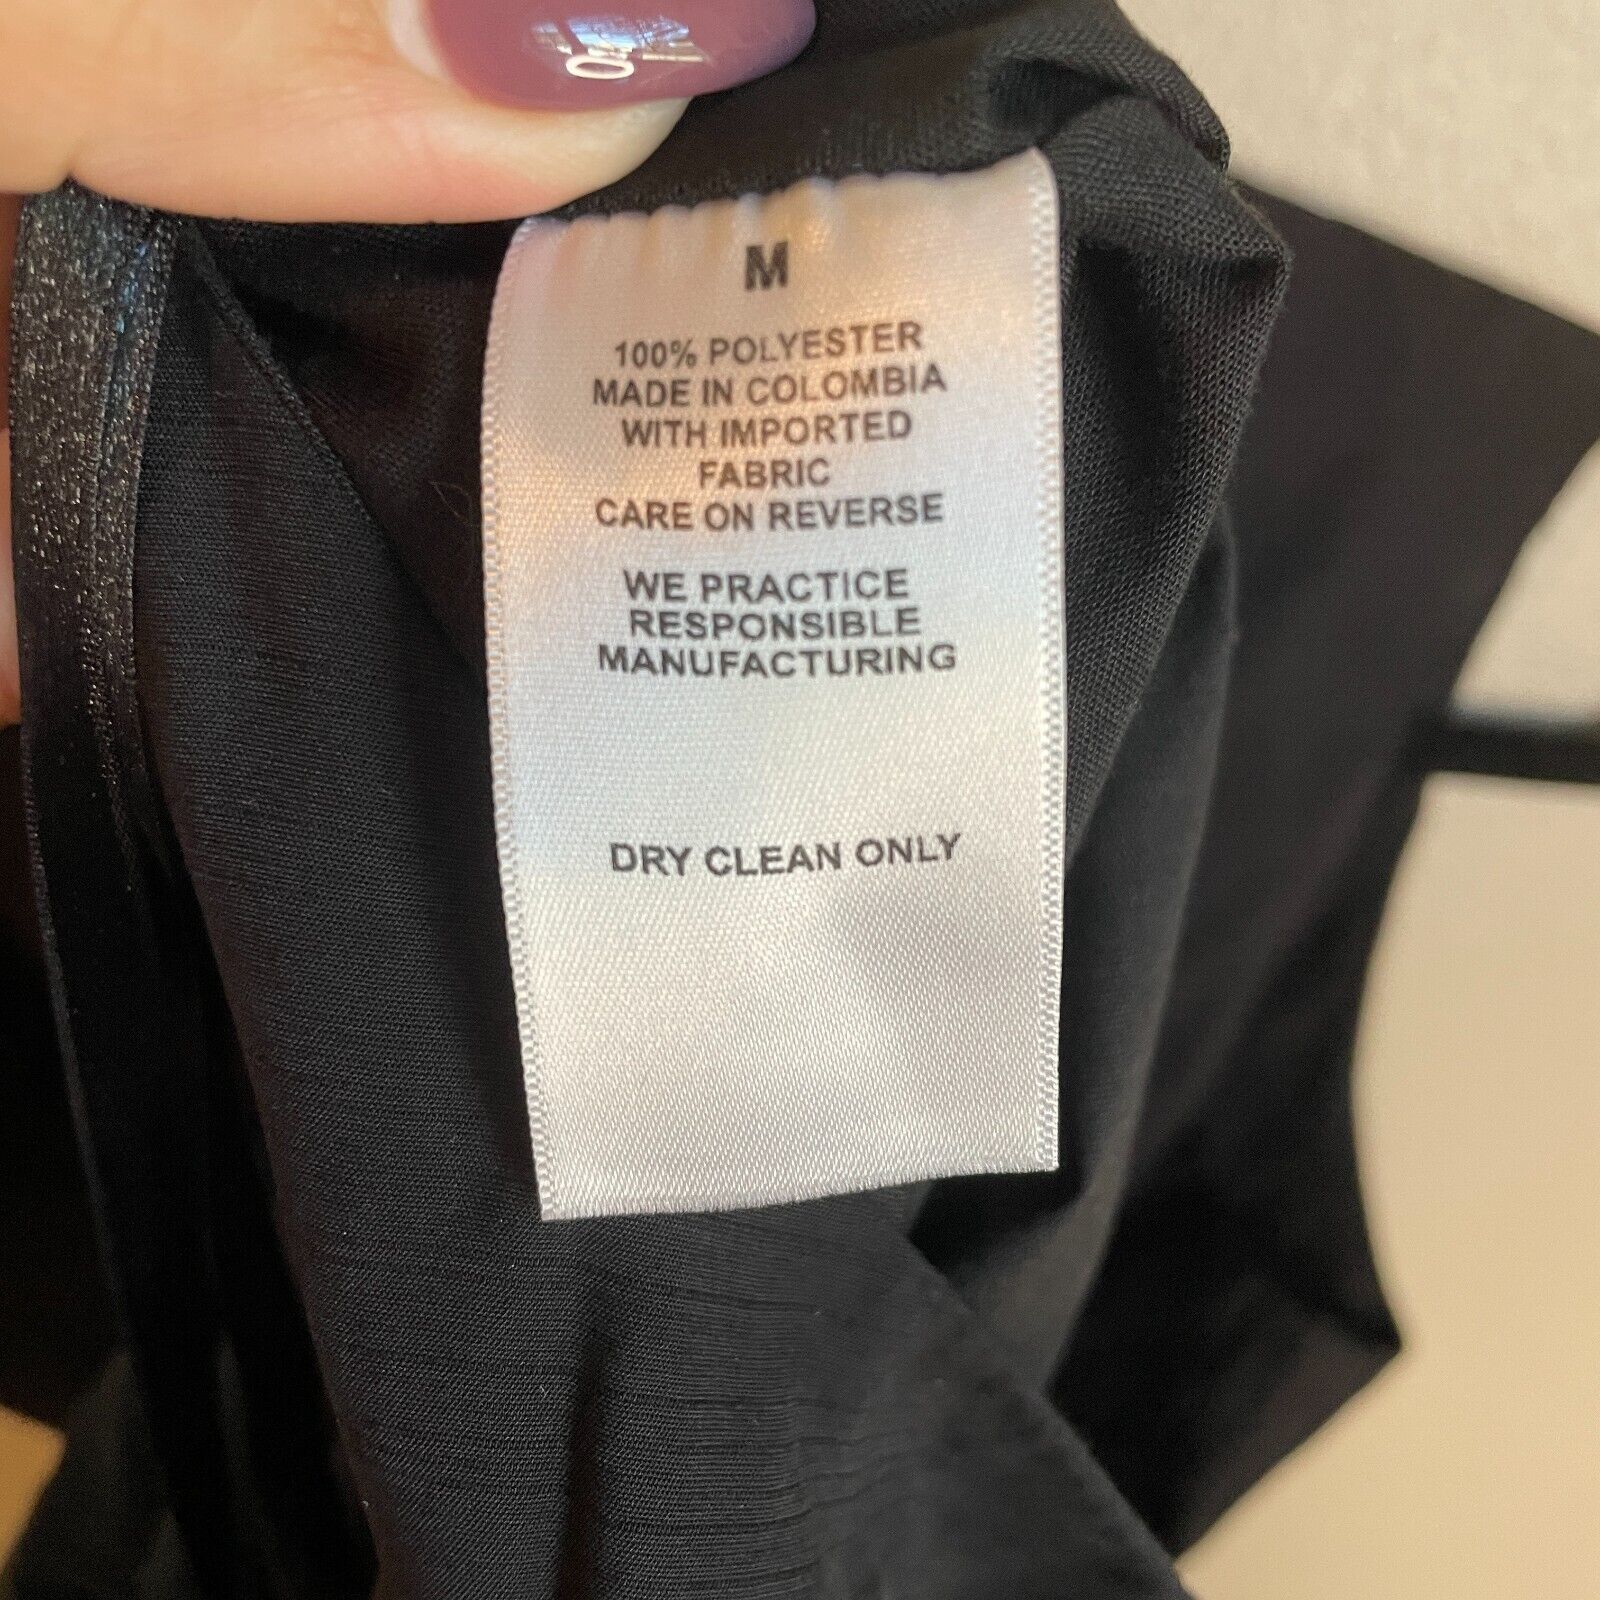 M
100% POLYESTER
MADE IN COLOMBIA
WITH IMPORTED
FABRIC
CARE ON REVERSE
WE PRACTICE
RESPONSIBLE
MANUFACTURING
DRY CLEAN ONLY